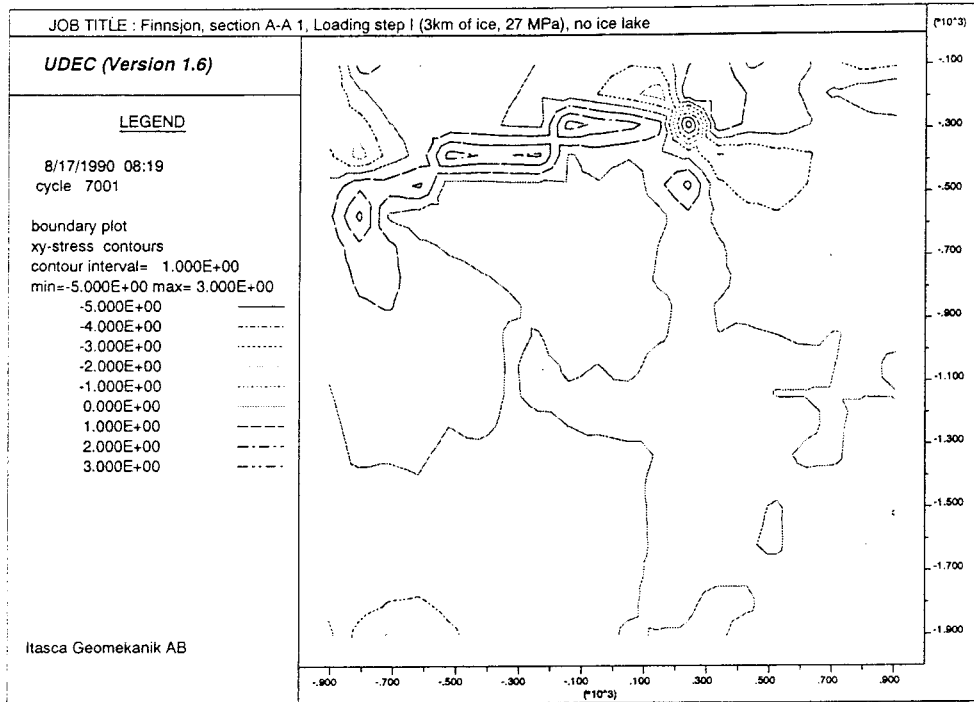 JOB TITLE : Finnsjon, section A-A 1, Loading step I (3km of ice, 27 MPa), no ice lake
UDEC (Version 1.6)
LEGEND
8/17/1990 08:19
cycle 7001
boundary plot
xy-stress contours
contour interval= 1.000E+00
min=-5.000E+00 max= 3.000E+00
-5.000E+00
-4.000E+00
-3.000E+00
-2.000E+00
-1.000E+00
0.000E+00
1.000E+00
2.000E+00
3.000E+00
Itasca Geomekanik AB
(*10^3)
-.100
-.300
-.500
-.700
-.900
-1.100
-1.300
-1.500
-1.700
-1.900
-.900
-.700
-.500
-.300
-.100
.100
.300
.500
.700
.900
(*10^3)